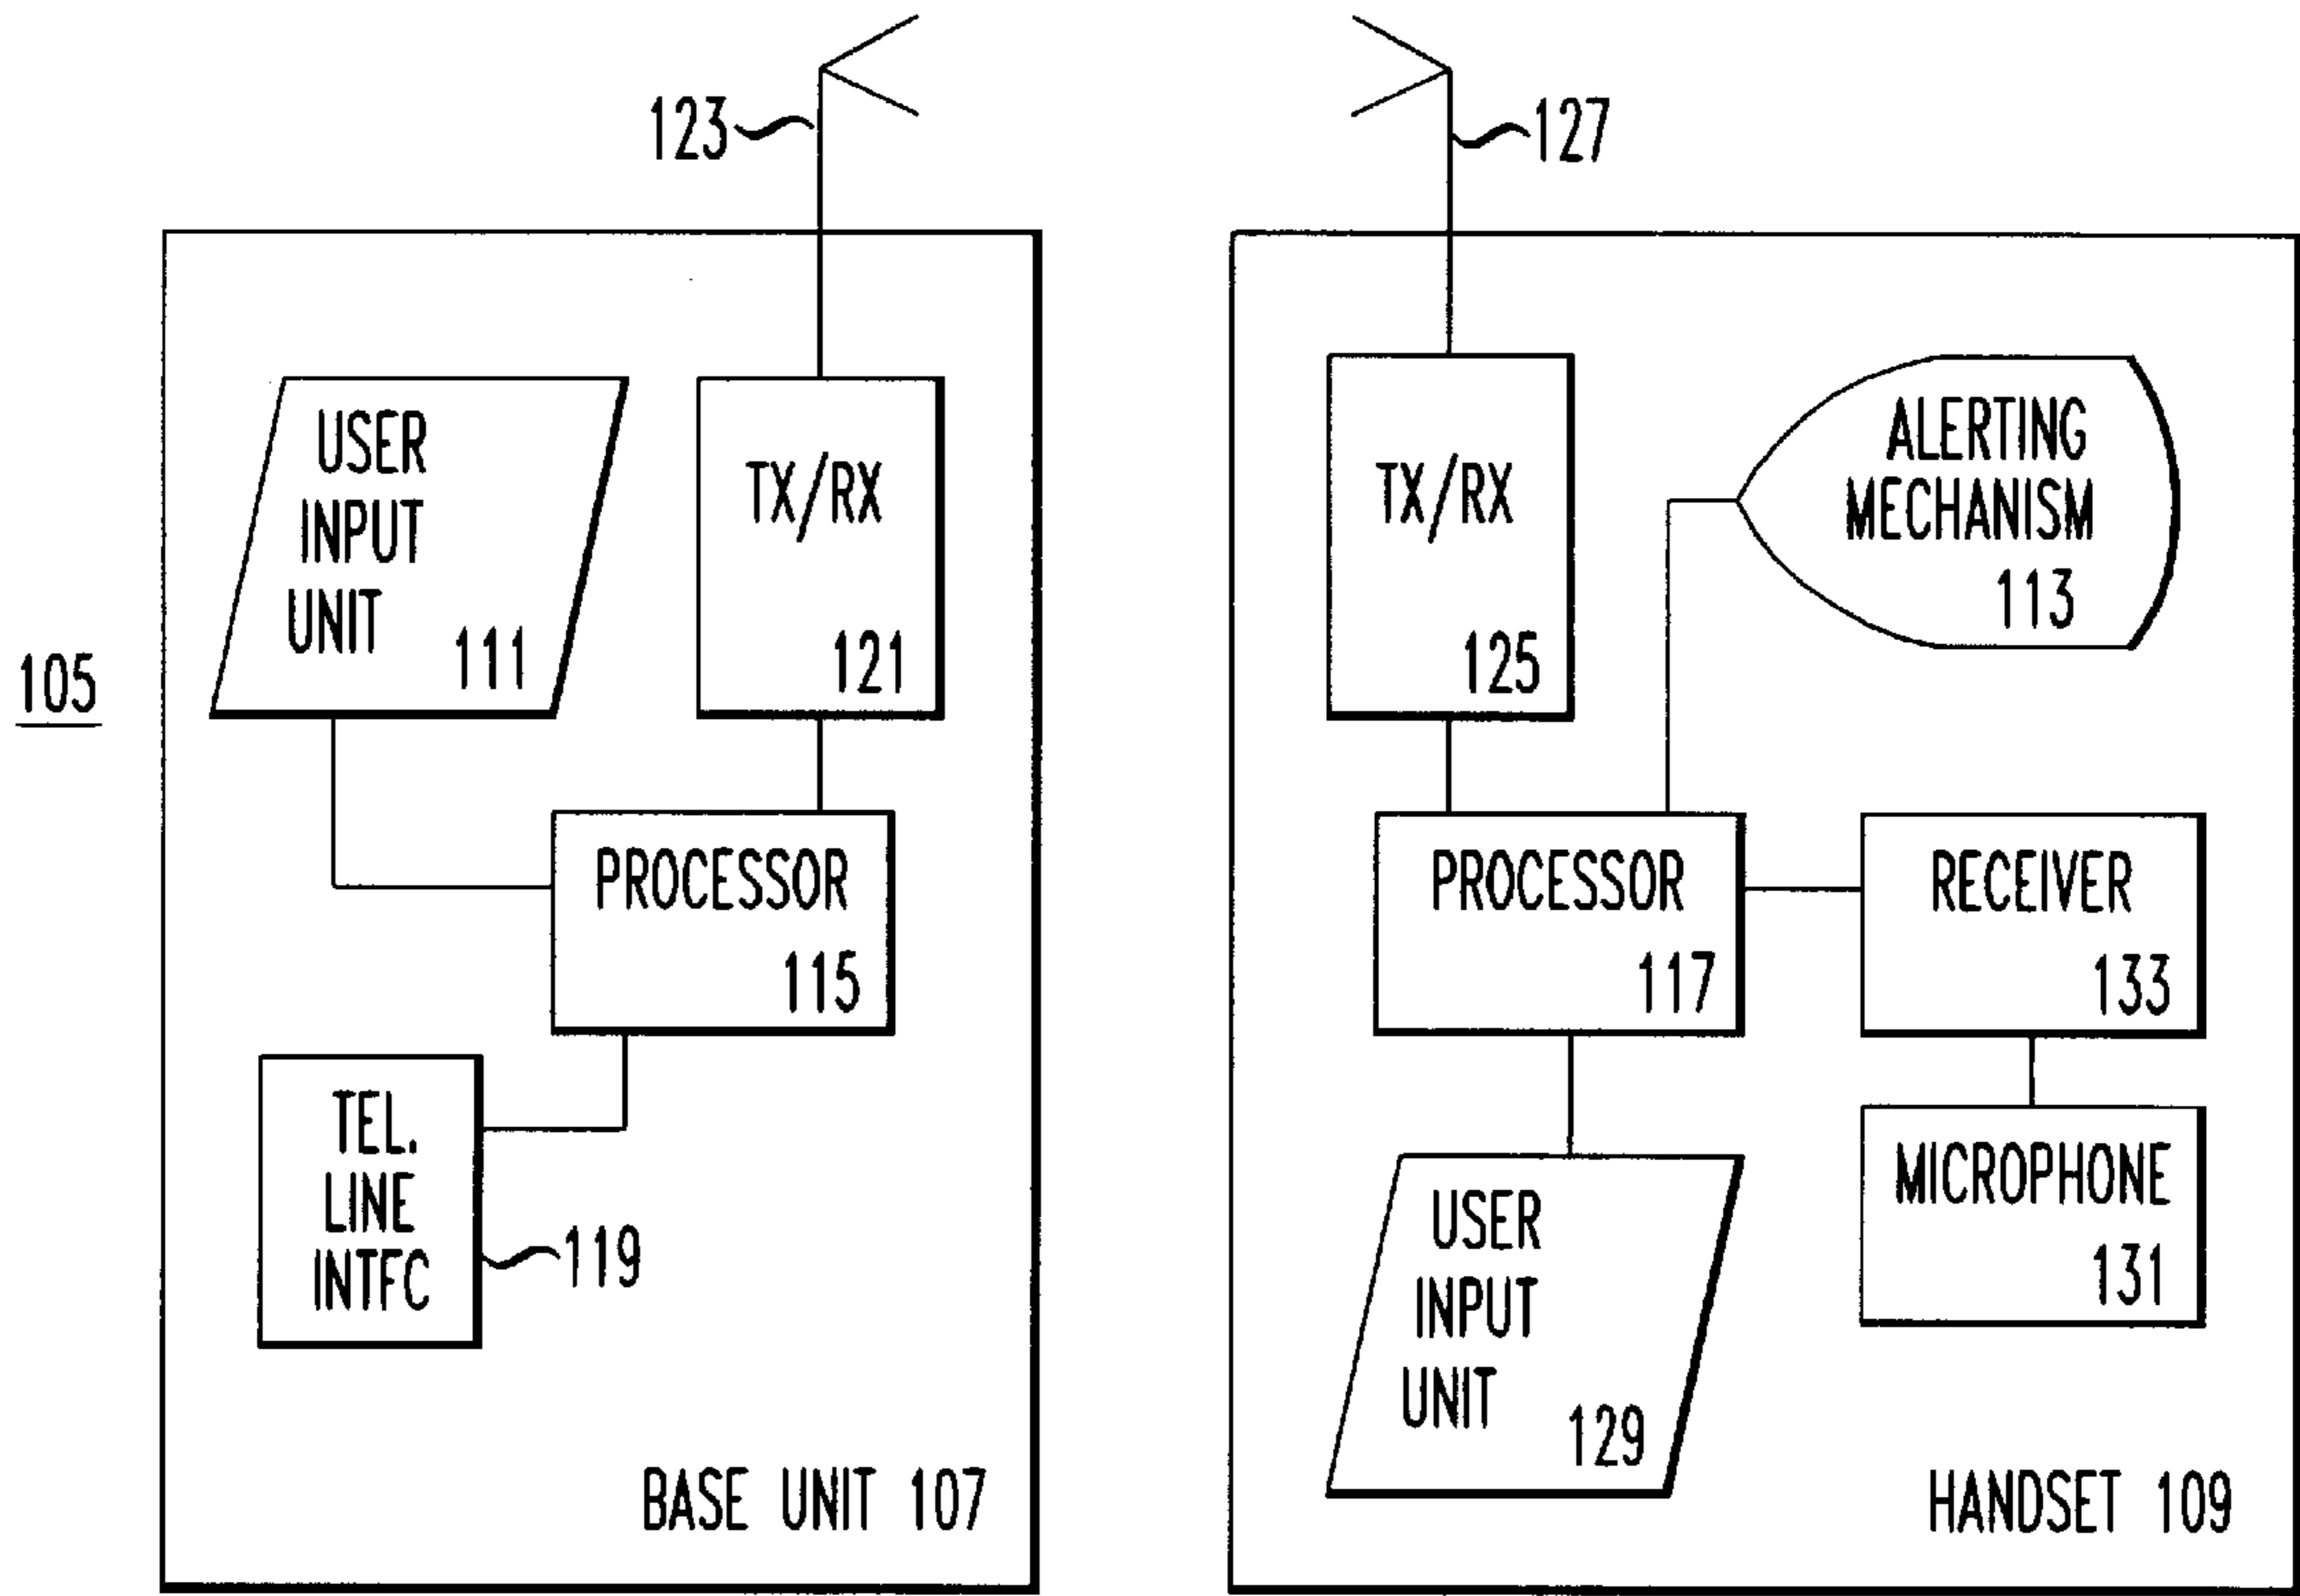 123
127
105
USER
INPUT
UNIT
111
TX/RX
121
PROCESSOR
115
TEL.
LINE
INTFC
119
BASE UNIT 107
TX/RX
125
ALERTING
MECHANISM
113
PROCESSOR
117
RECEIVER
133
USER
INPUT
UNIT
129
MICROPHONE
131
HANDSET 109